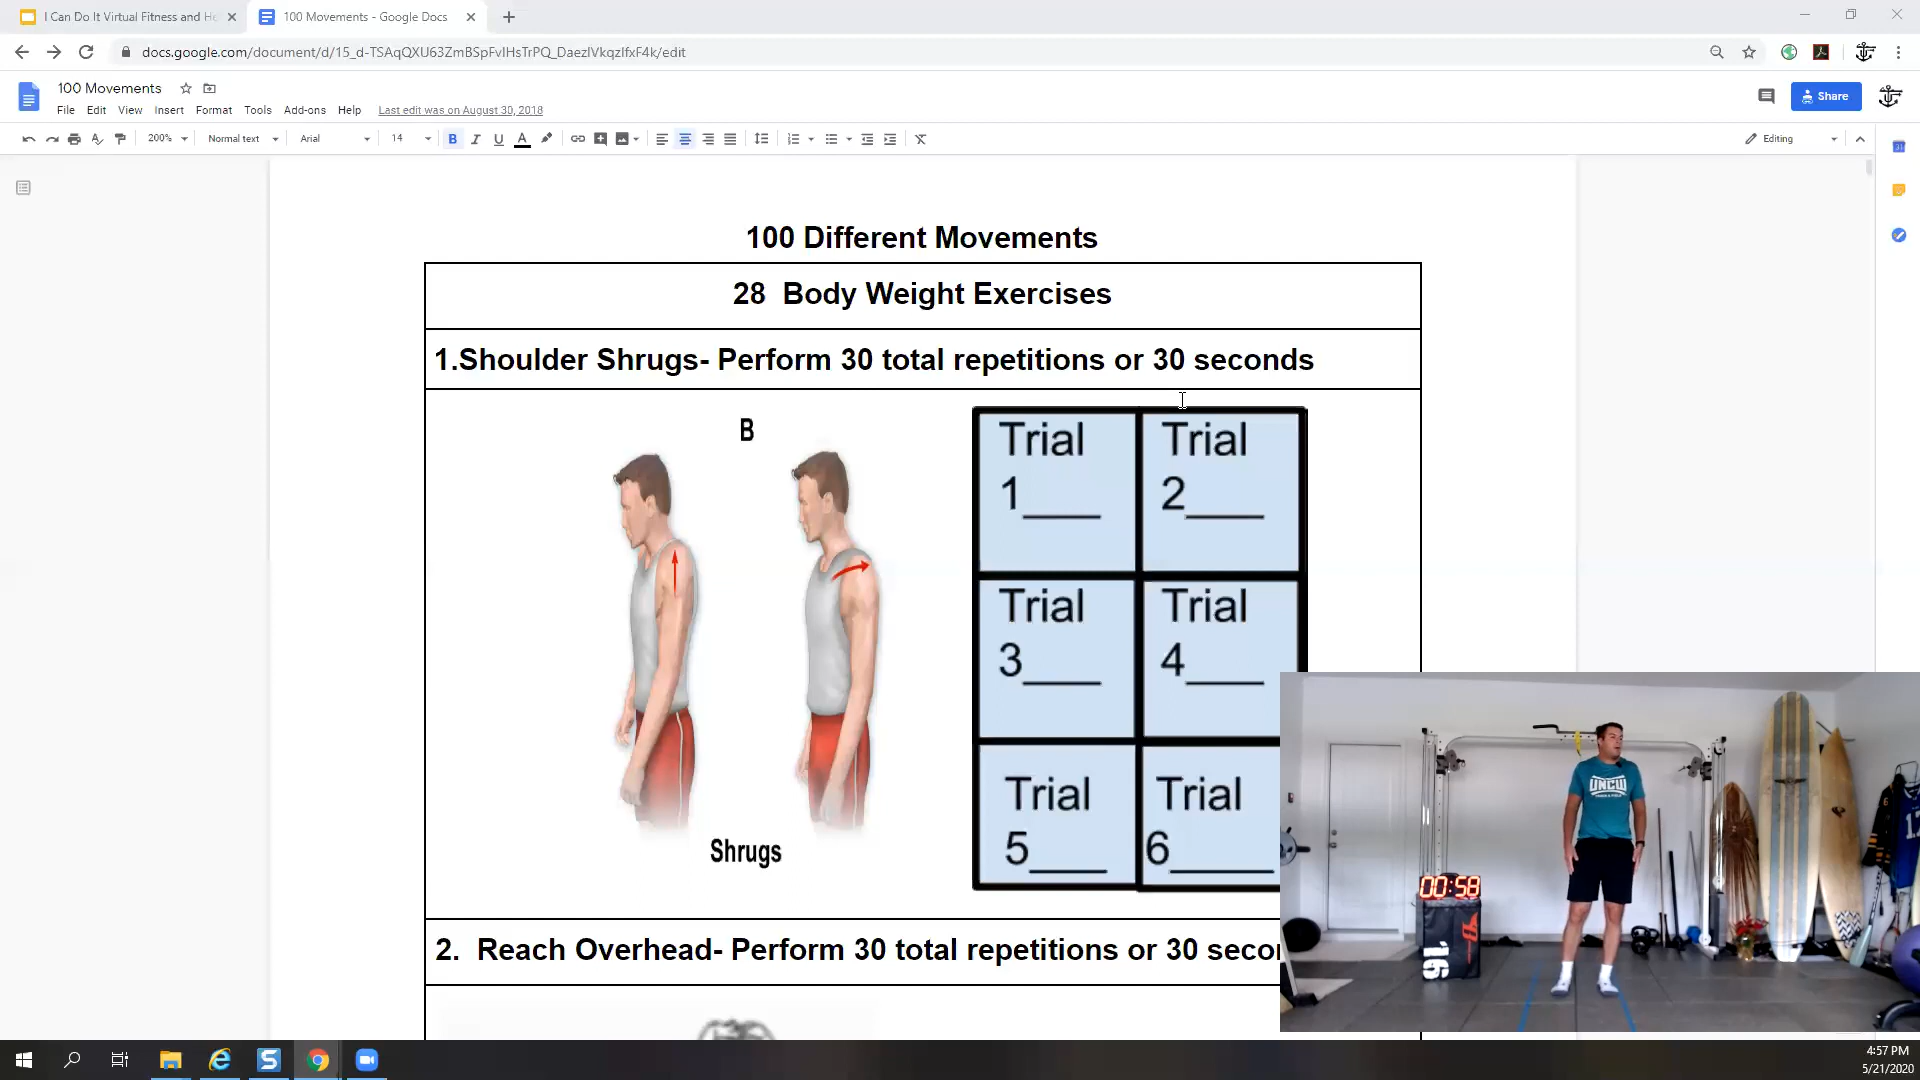 I Can Do It Virtual Fitness and He
100 Movements - Google Docs
docs.google.com/document/d/15_d-TSAqQXU63ZmBSpFvIHsTrPQ_DaezlVkqzIfxF4k/edit
100 Movements
File Edit View Insert Format Tools Add-ons Help Last edit was on August 30, 2018
Share
200% Normal text Arial 14 B I U A
Editing
100 Different Movements
28 Body Weight Exercises
1.Shoulder Shrugs- Perform 30 total repetitions or 30 seconds
B
Trial
1___
Trial
2___
Trial
3___
Trial
4___
Trial
5___
Trial
6____
Shrugs
2. Reach Overhead- Perform 30 total repetitions or 30 secon
UNCW
00:58
16
4:57 PM
5/21/2020